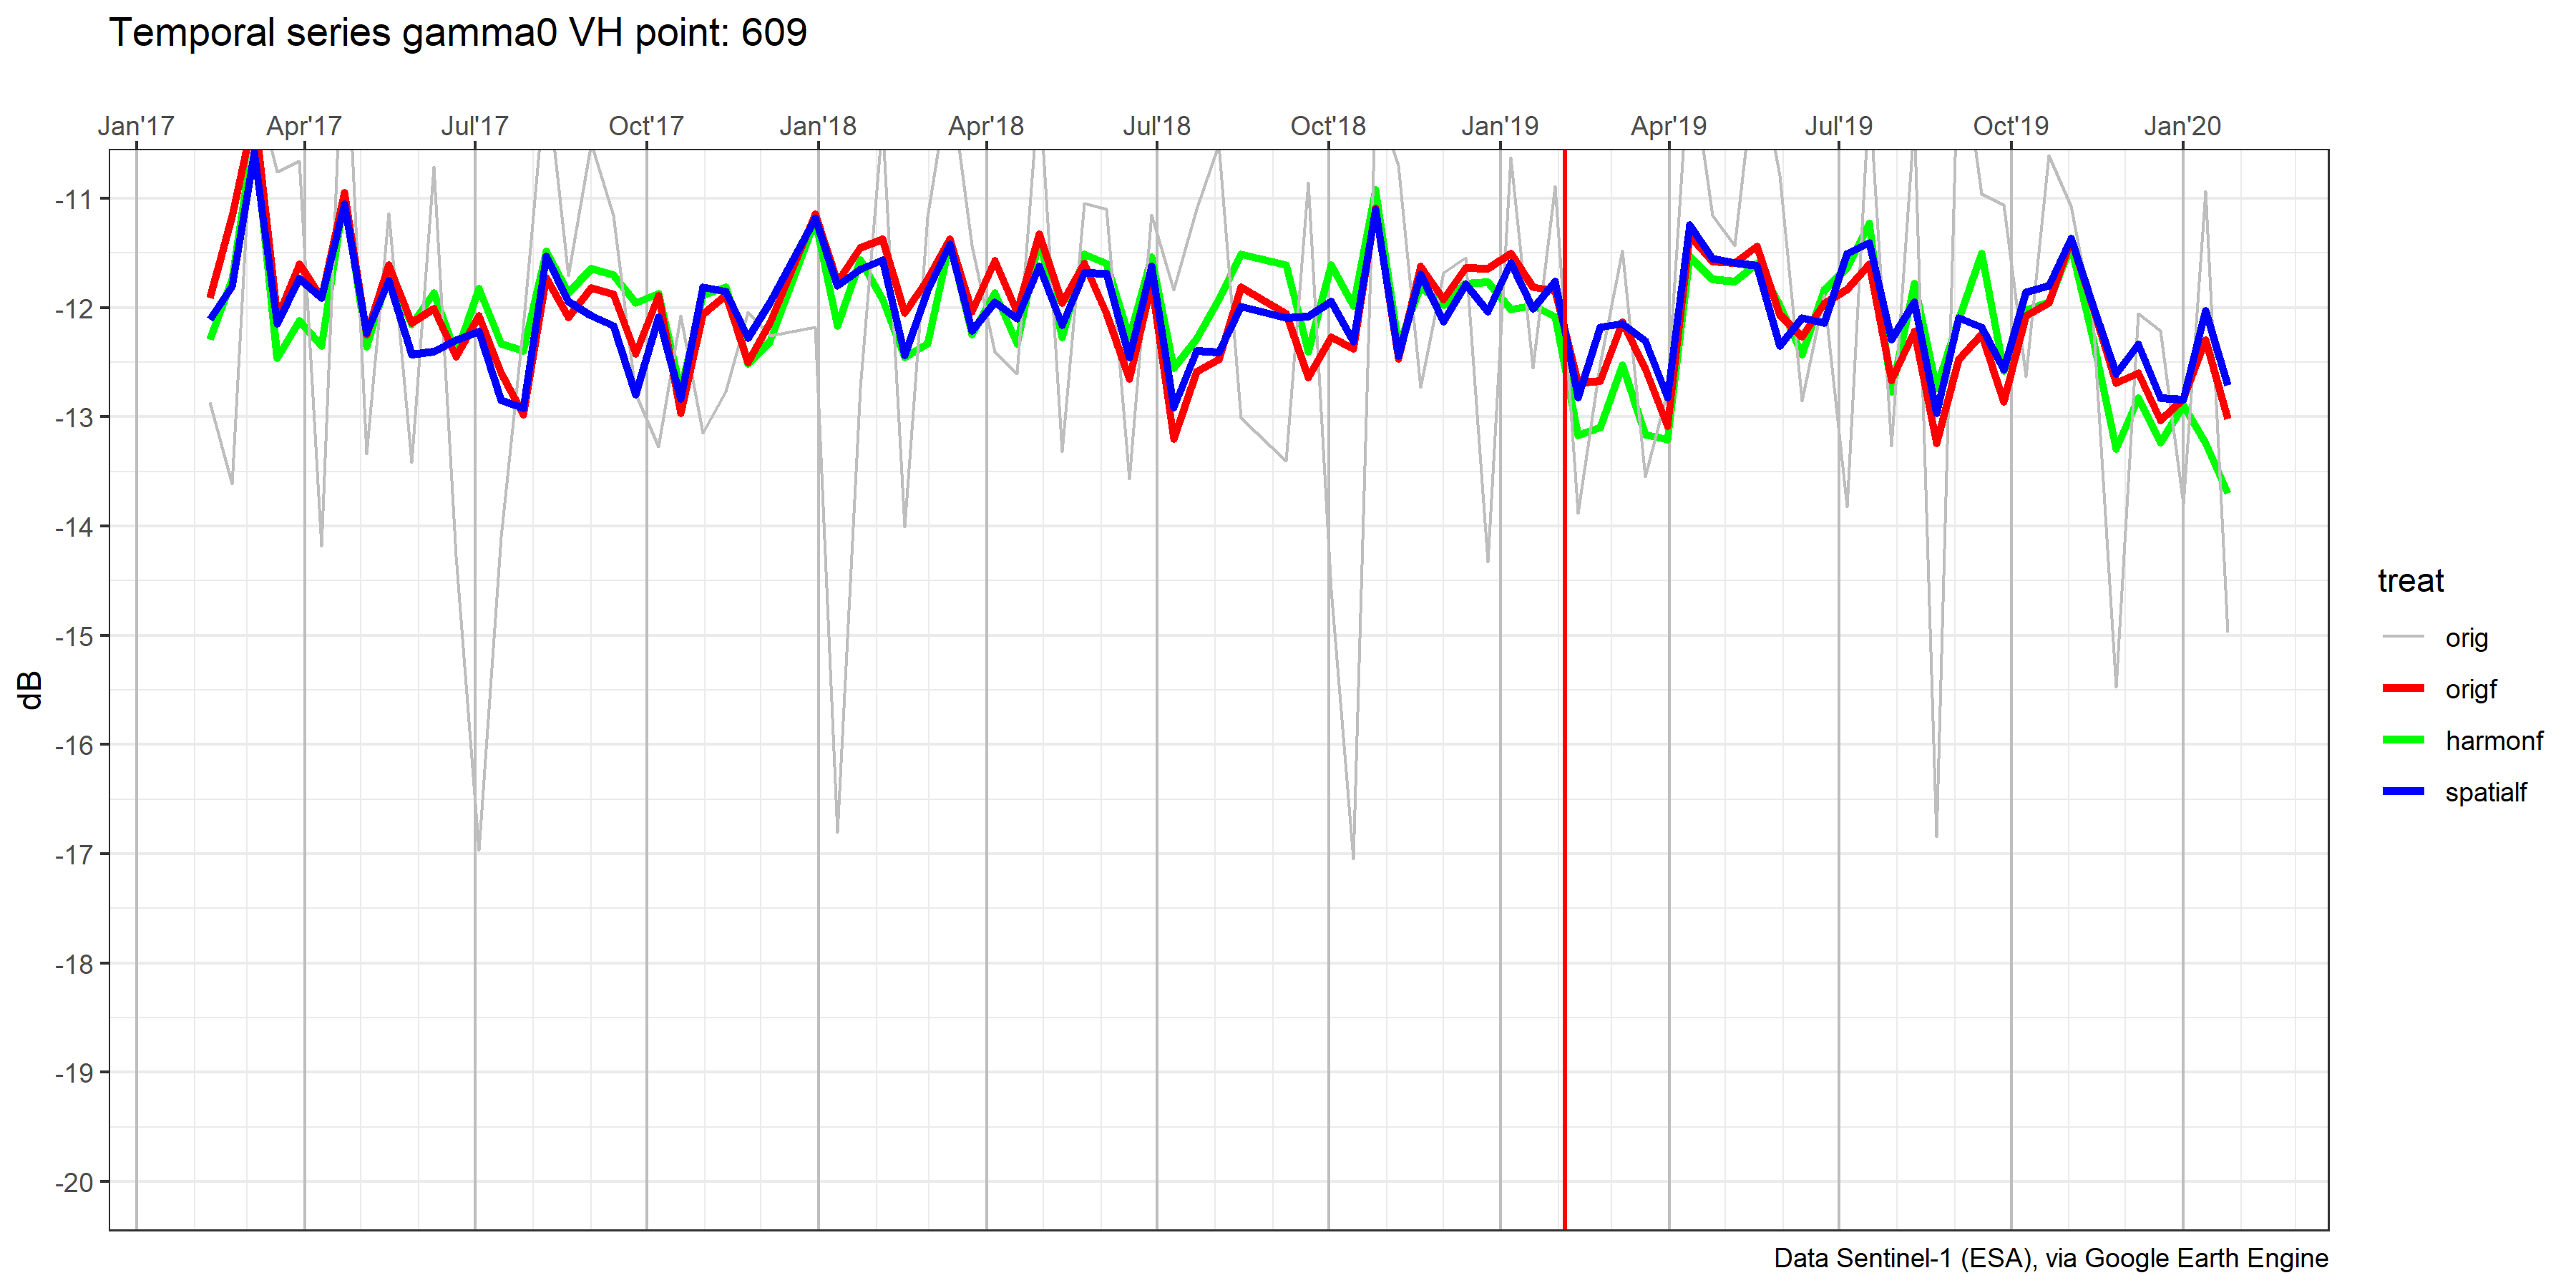 Temporal series gamma0 VH point: 609
Jan'17 Apr'17 Jul'17 Oct'17 Jan'18 Apr'18 Jul'18 Oct'18 Jan'19 Apr'19 Jul'19 Oct'19 Jan'20
-11
-12
-13
-14
-15
-16
-17
-18
-19
-20
dB
treat
orig
origf
harmonf
spatialf
Data Sentinel-1 (ESA), via Google Earth Engine